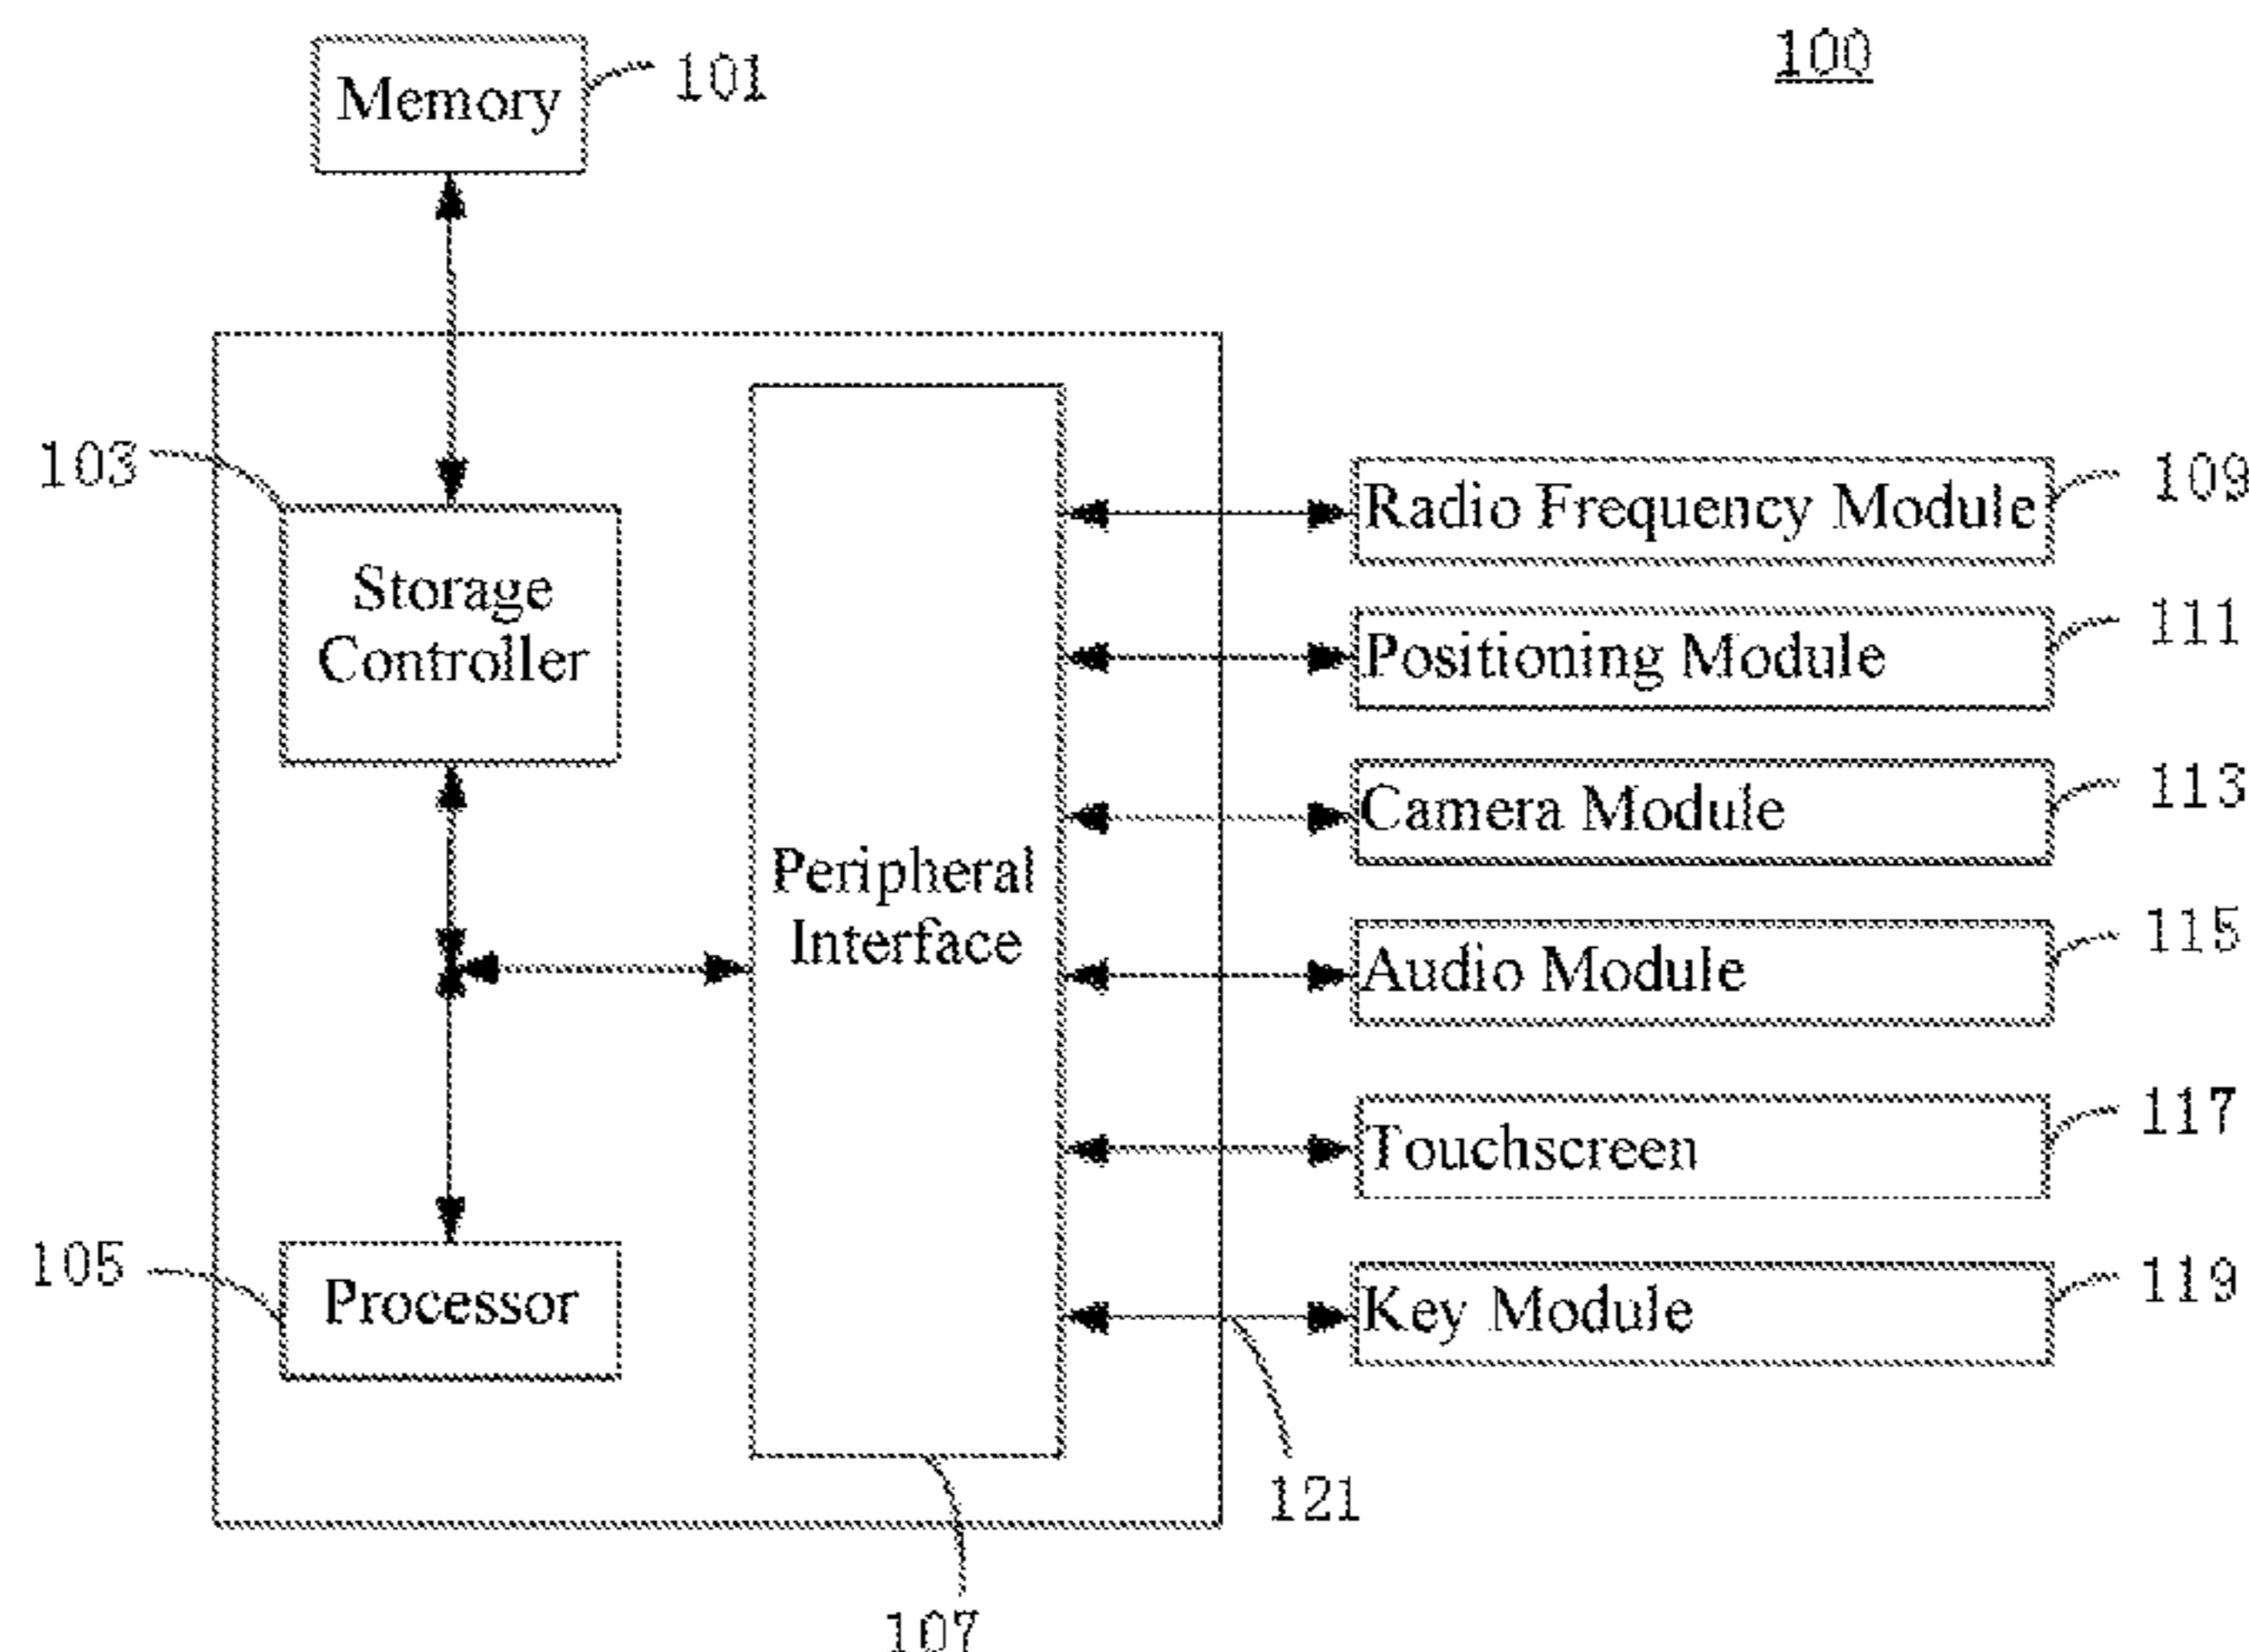 100
Memory
101
103
Storage
Controller
105
Processor
Peripheral
Interface
107
Radio Frequency Module
109
Positioning Module
111
Camera Module
113
Audio Module
115
Touchscreen
117
Key Module
119
121